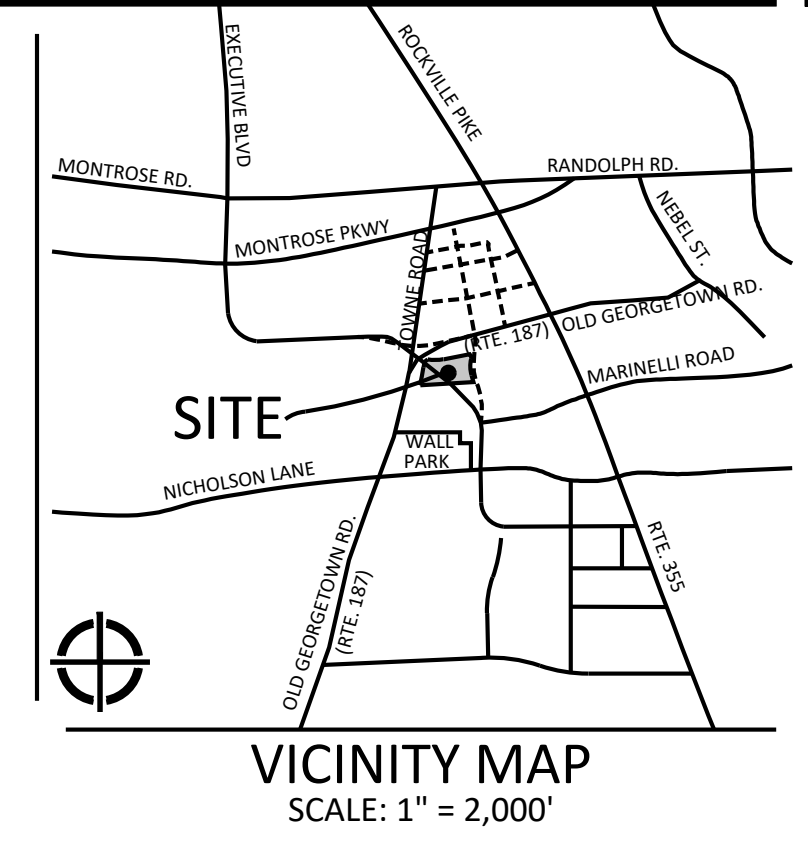 EXECUTIVE BLVD
ROCKVILLE PIKE
MONTROSE RD.
RANDOLPH RD.
NEBEL ST.
MONTROSE PKWY
TOWNE ROAD
(RTE. 187)
OLD GEORGETOWN RD.
MARINELLI ROAD
SITE
WALL
PARK
NICHOLSON LANE
RTE. 355
OLD GEORGETOWN RD.
(RTE. 187)
VICINITY MAP
SCALE: 1" = 2,000'